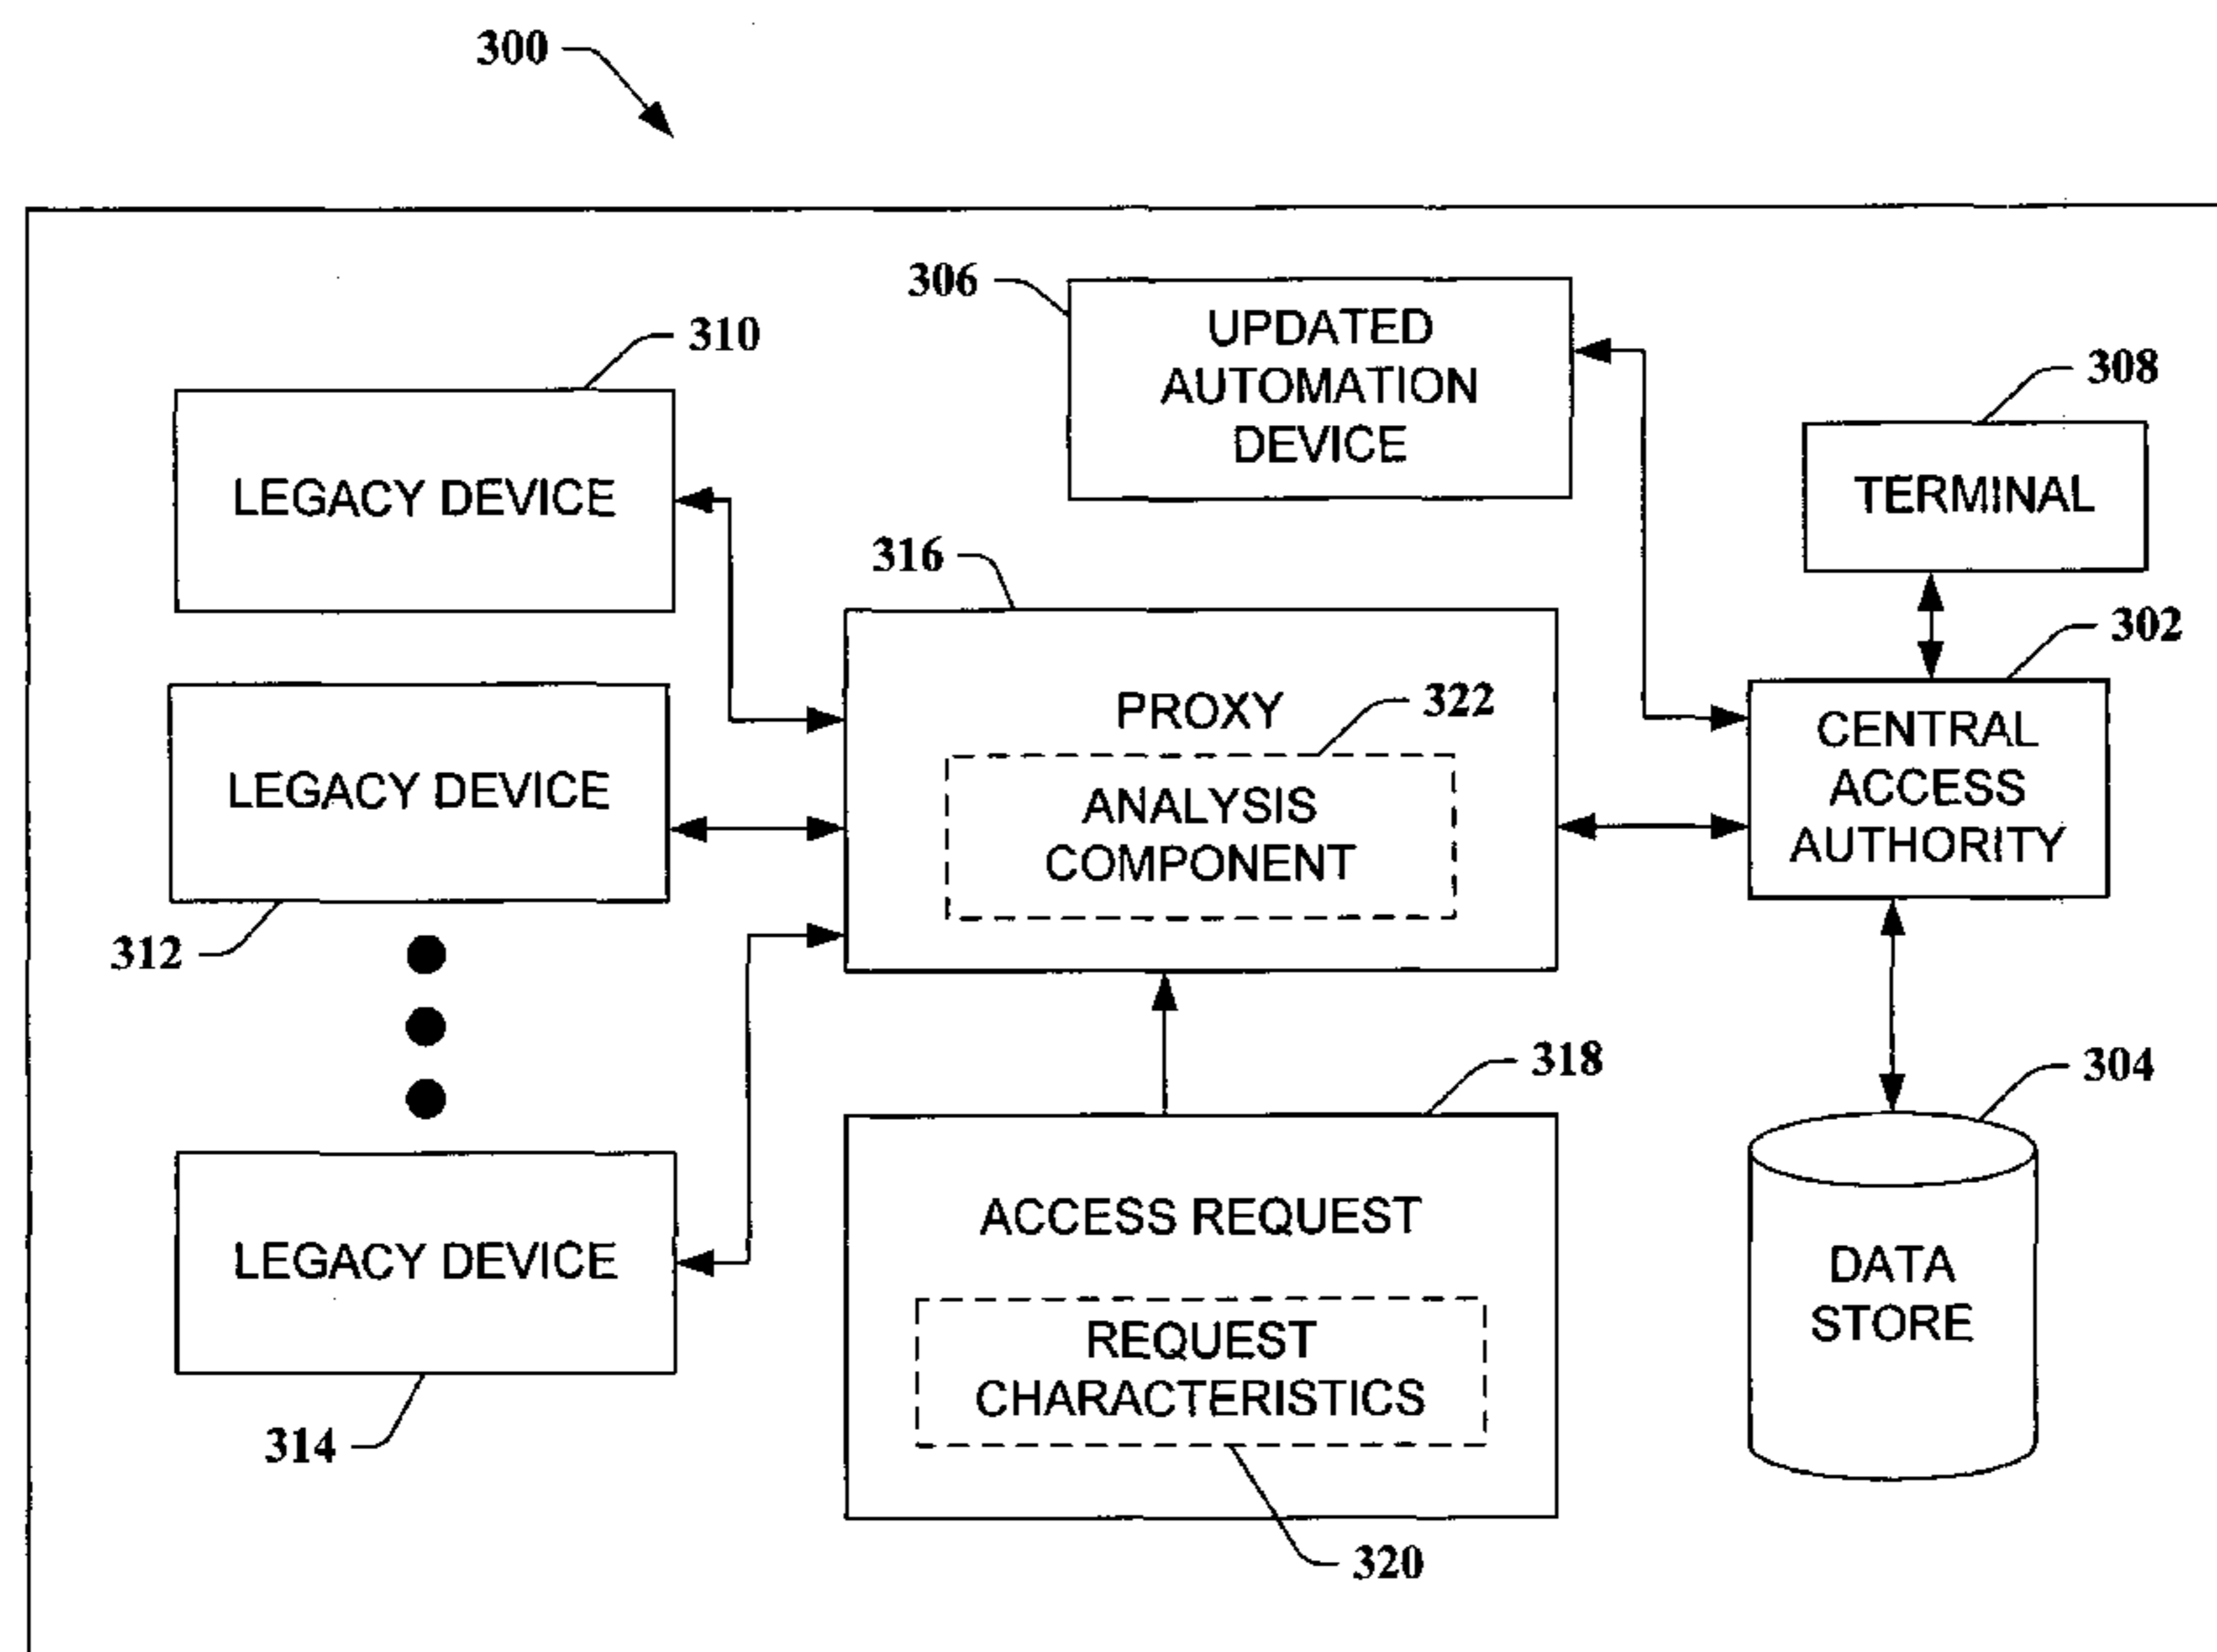 300
306
UPDATED
AUTOMATION
DEVICE
310
LEGACY DEVICE
308
TERMINAL
316
302
PROXY
322
ANALYSIS
COMPONENT
CENTRAL
ACCESS
AUTHORITY
LEGACY DEVICE
312
318
304
ACCESS REQUEST
REQUEST
CHARACTERISTICS
320
DATA
STORE
LEGACY DEVICE
314